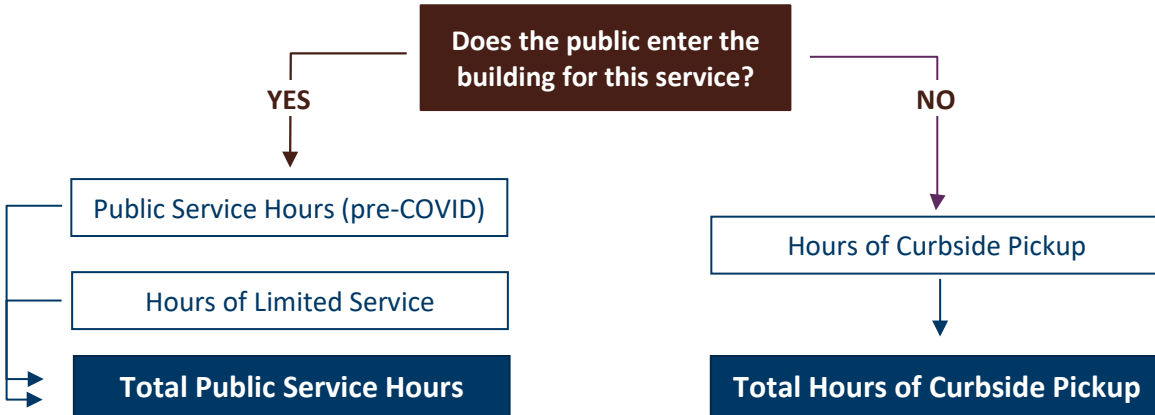 Does the public enter the
building for this service?
YES
NO
Public Service Hours (pre-COVID)
Hours of Limited Service
Total Public Service Hours
Hours of Curbside Pickup
Total Hours of Curbside Pickup